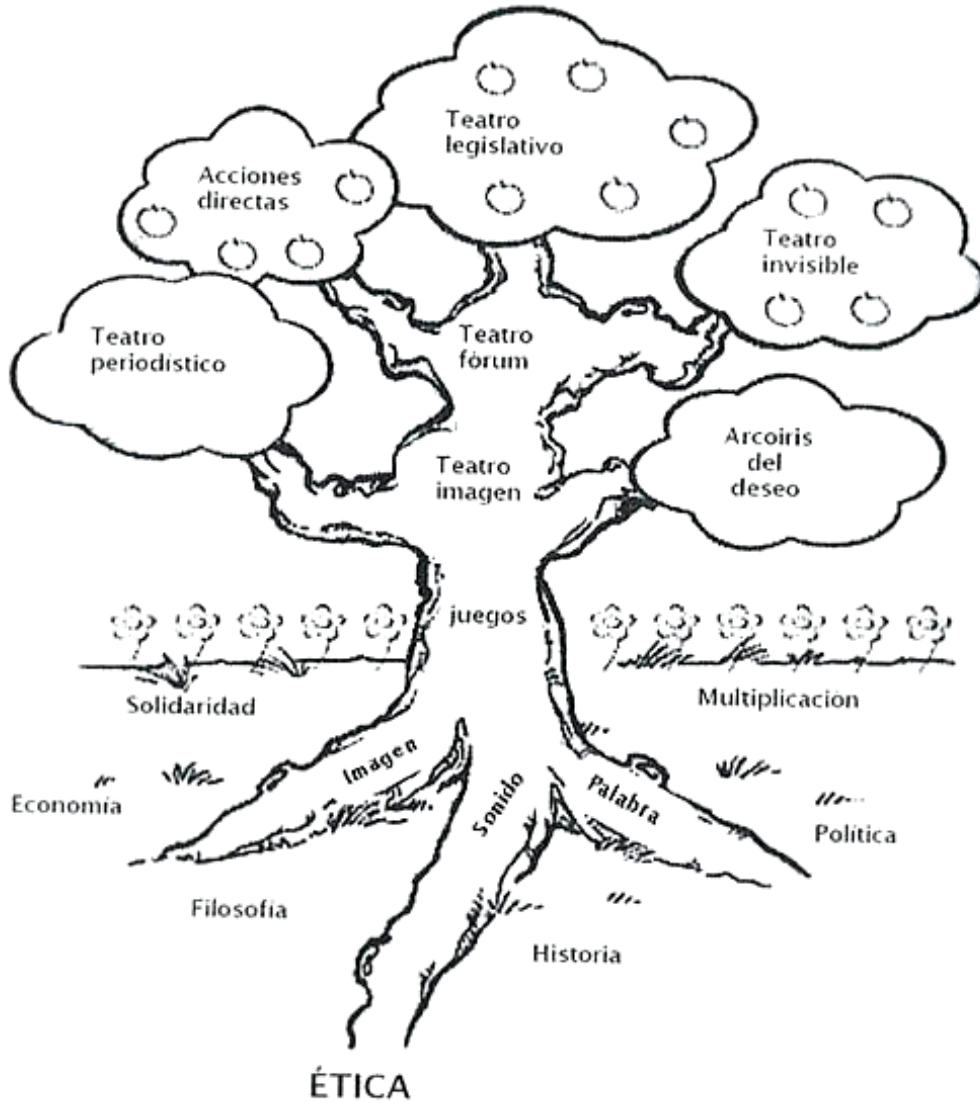 Teatro
legislativo
Acciones
directas
Teatro
invisible
Teatro
periodístico
Teatro
fórum
Arcoiris
del
deseo
Teatro
imagen
juegos
Solidaridad
Multiplicación
Imagen
Sonido
Palabra
Economía
Política
Filosofía
Historia
ÉTICA